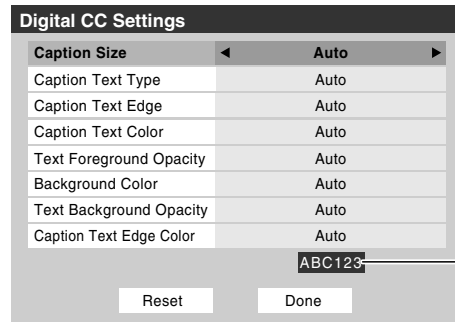 Digital CC Settings
Caption Size ◀ Auto ▶
Caption Text Type Auto
Caption Text Edge Auto
Caption Text Color Auto
Text Foreground Opacity Auto
Background Color Auto
Text Background Opacity Auto
Caption Text Edge Color Auto
ABC123
Reset Done